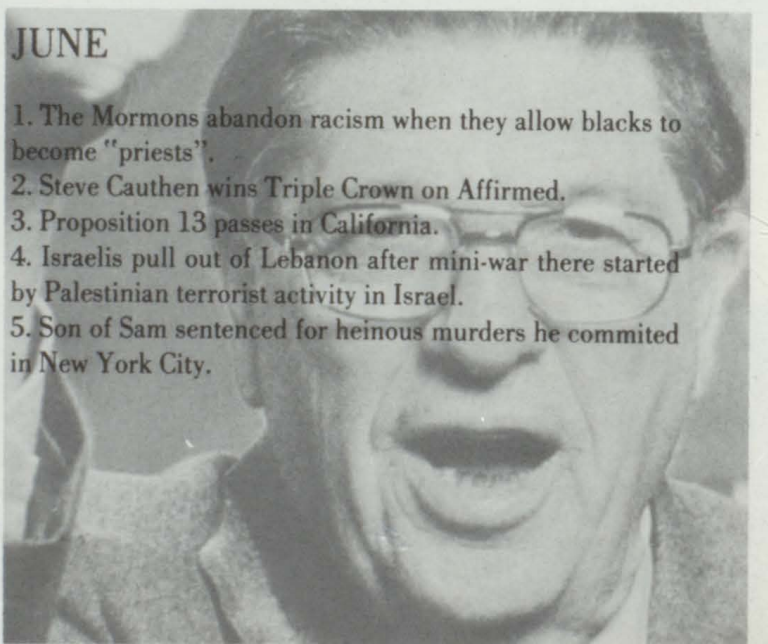 JUNE
1. The Mormons abandon racism when they allow blacks to
become "priests".
2. Steve Cauthen wins Triple Crown on Affirmed.
3. Proposition 13 passes in California.
4. Israelis pull out of Lebanon after mini-war there started
by Palestinian terrorist activity in Israel.
5. Son of Sam sentenced for heinous murders he commited
in New York City.